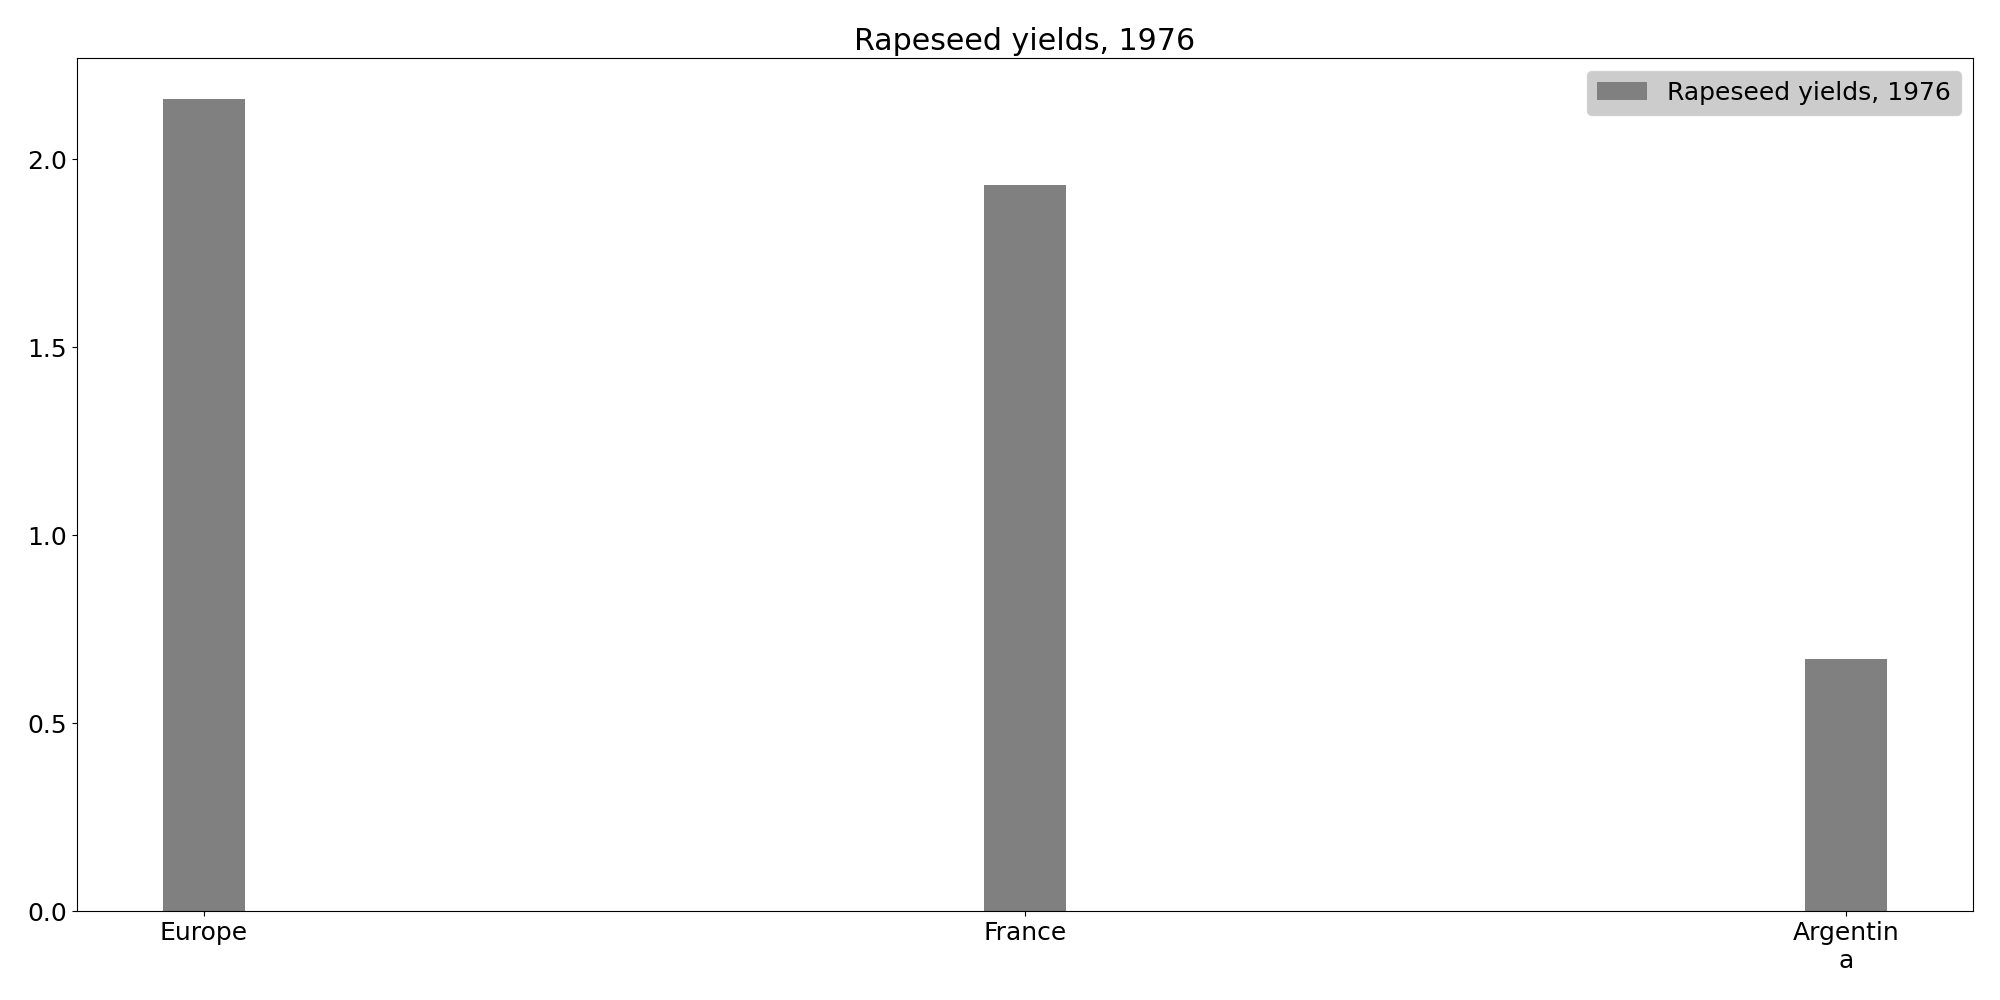 Rapeseed yields, 1976
Rapeseed yields, 1976
2.0
1.5
1.0
0.5
0.0
Europe
France
Argentin
a